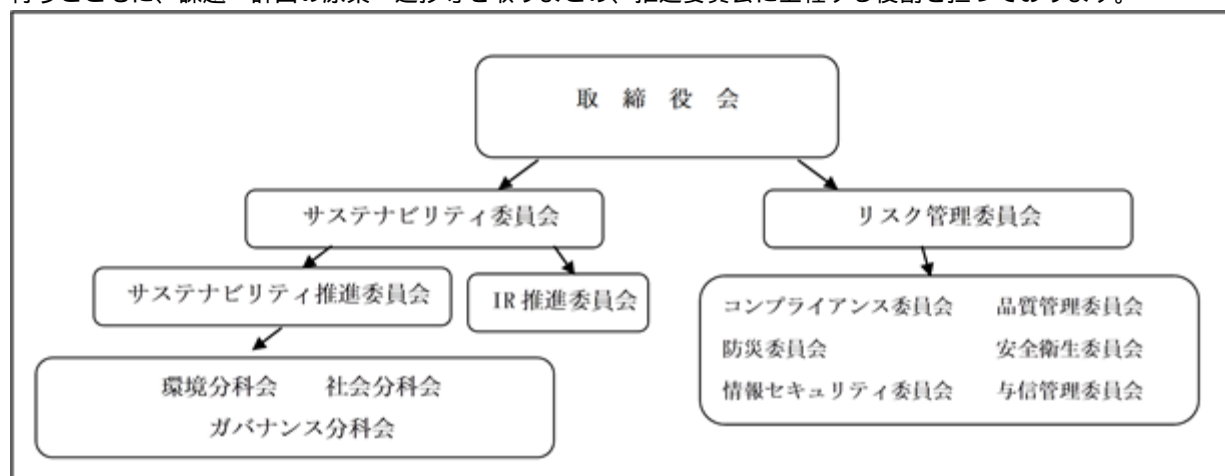 取 締 役 会
サステナビリティ委員会
リスク管理委員会
サステナビリティ推進委員会
IR 推進委員会
環境分科会 社会分科会
ガバナンス分科会
コンプライアンス委員会 品質管理委員会
防災委員会 安全衛生委員会
情報セキュリティ委員会 与信管理委員会